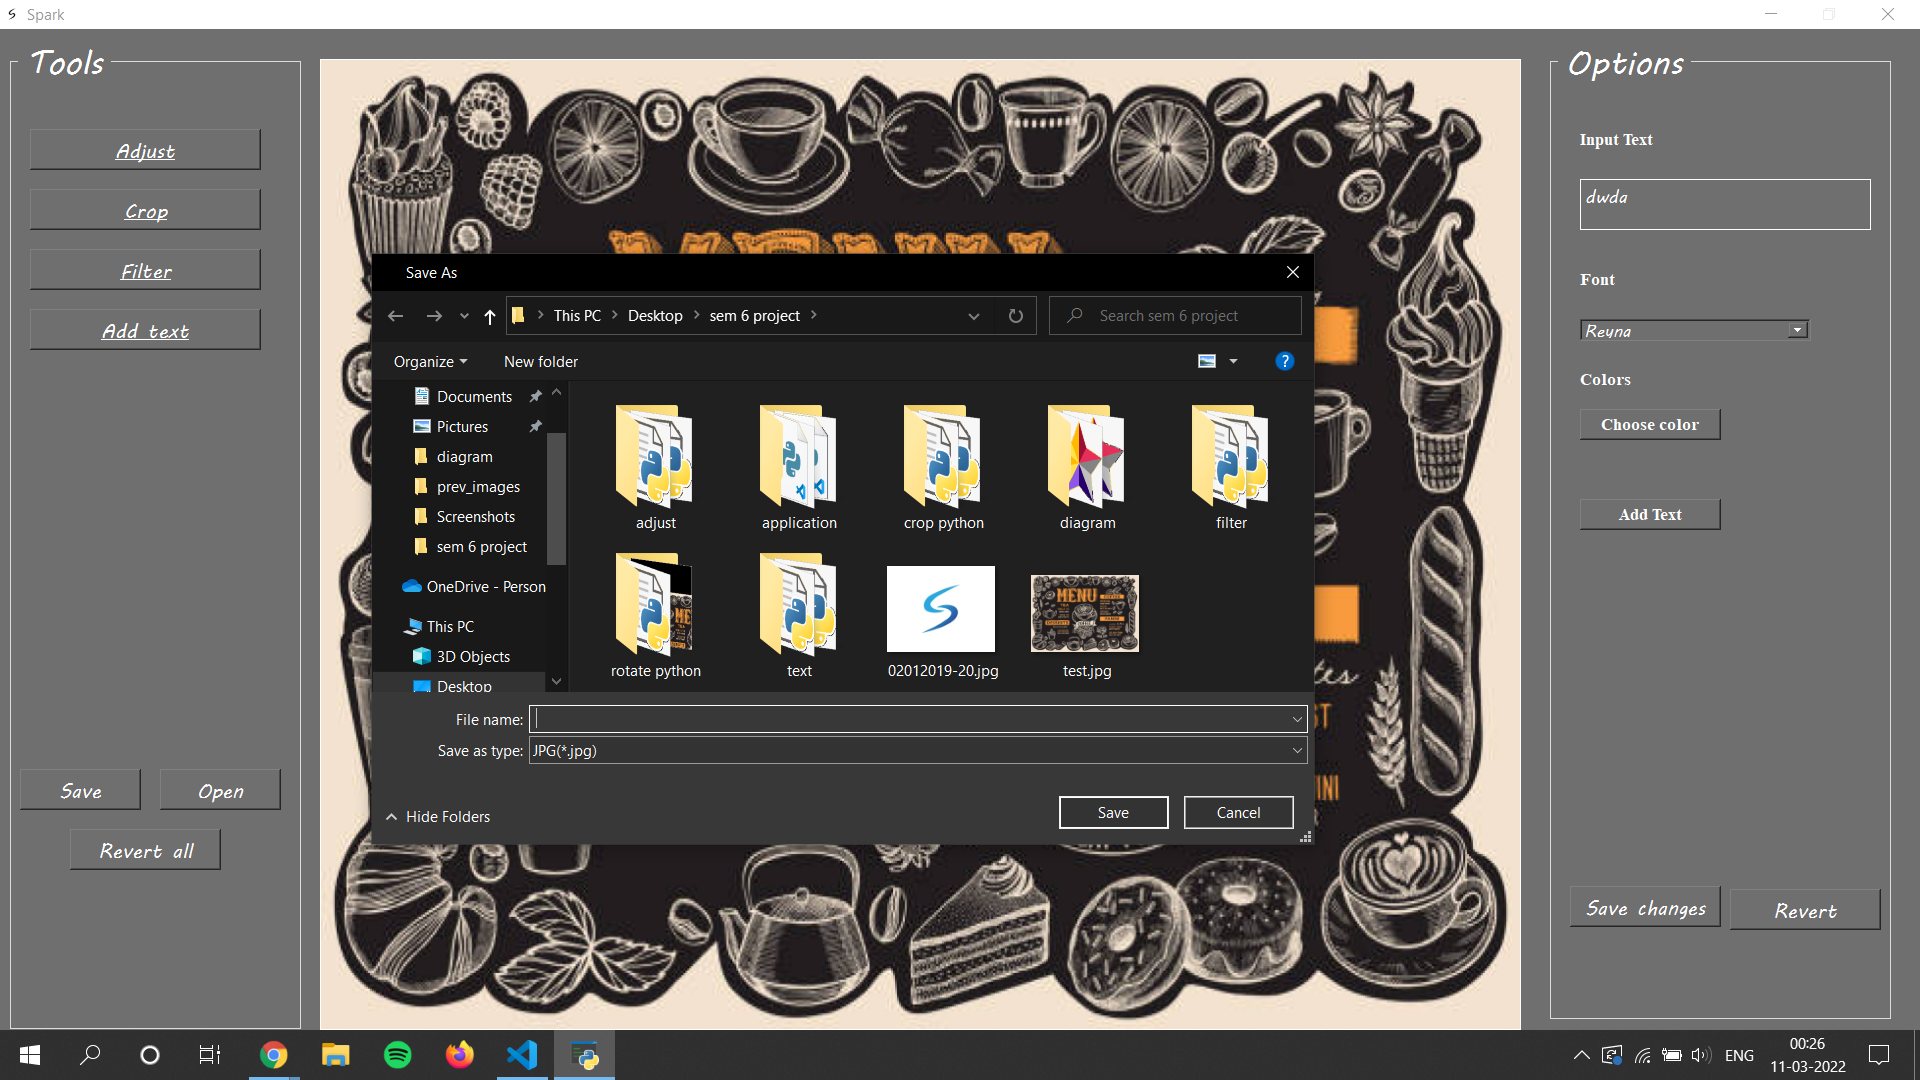 Spark
Tools
Adjust
Crop
Filter
Add text
Save
Open
Revert all
Save As
This PC
Desktop
sem 6 project
Search sem 6 project
Organize
New folder
Documents
Pictures
diagram
prev_images
Screenshots
sem 6 project
OneDrive - Person
This PC
3D Objects
Desktop
adjust
application
crop python
diagram
filter
MENU
rotate python
text
02012019-20.jpg
test.jpg
File name:
Save as type: JPG(*.jpg)
Hide Folders
Save
Cancel
Options
Input Text
dwda
Font
Reyna
Colors
Choose color
Add Text
Save changes
Revert
ENG
00:26
11-03-2022